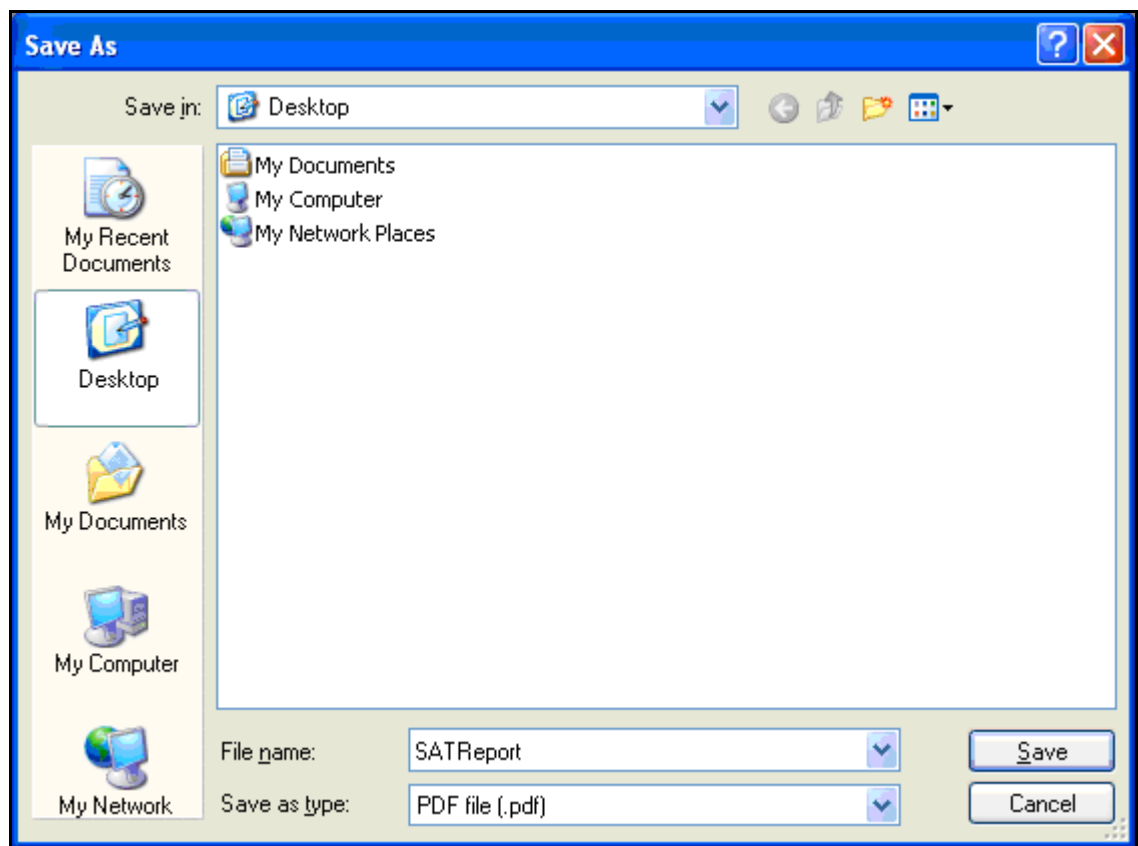 Save As
Save in:
Desktop
My Documents
My Computer
My Network Places
My Recent
Documents
Desktop
My Documents
My Computer
My Network
File name:
SATReport
Save
Save as type:
PDF file (.pdf)
Cancel